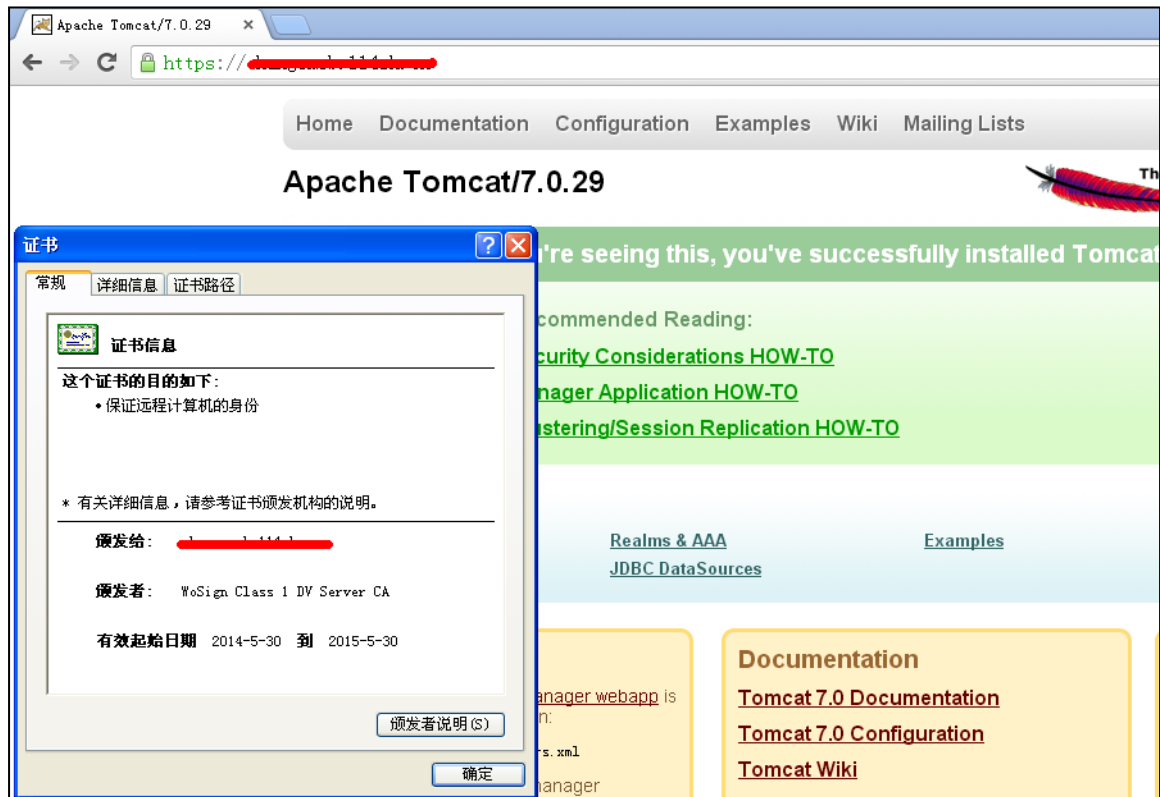 Apache Tomcat/7.0.29
https://
Home Documentation Configuration Examples Wiki Mailing Lists
Apache Tomcat/7.0.29
're seeing this, you've successfully installed Tomcat
证书
常规 详细信息 证书路径
证书信息
这个证书的目的如下:
•保证远程计算机的身份
* 有关详细信息，请参考证书颁发机构的说明。
颁发给:
颁发者: WoSign Class 1 DV Server CA
有效起始日期 2014-5-30 到 2015-5-30
颁发者说明(S)
确定
commended Reading:
curity Considerations HOW-TO
nager Application HOW-TO
ustering/Session Replication HOW-TO
Realms & AAA
JDBC DataSources
Examples
anager webapp is
n:
rs.xml
manager
Documentation
Tomcat 7.0 Documentation
Tomcat 7.0 Configuration
Tomcat Wiki